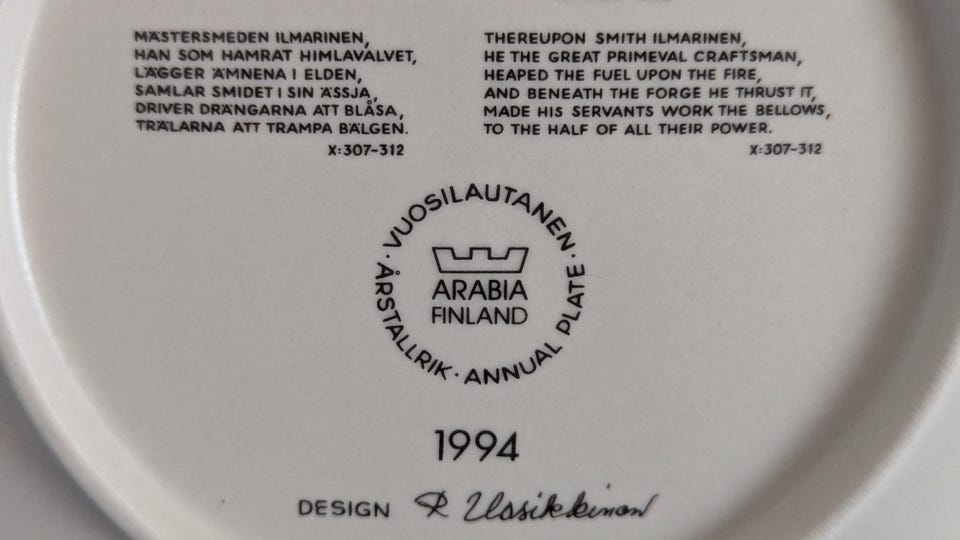 MÄSTERSMEDEN ILMARINEN,
HAN SOM HAMRAT HIMLAVALVET,
LÄGGER ÄMNENA I ELDEN,
SAMLAR SMIDET I SIN ÄSSJA,
DRIVER DRÄNGARNA ATT BLÅSA,
TRÄLARNA ATT TRAMPA BÄLGEN.
X:307-312
THEREUPON SMITH ILMARINEN,
HE THE GREAT PRIMEVAL CRAFTSMAN,
HEAPED THE FUEL UPON THE FIRE,
AND BENEATH THE FORGE HE THRUST IT,
MADE HIS SERVANTS WORK THE BELLOWS,
TO THE HALF OF ALL THEIR POWER.
X:307-312
· VUOSILAUTANEN · ANNUAL PLATE · ÅRSTALLRIK
ARABIA
FINLAND
1994
DESIGN R Uosikkinen